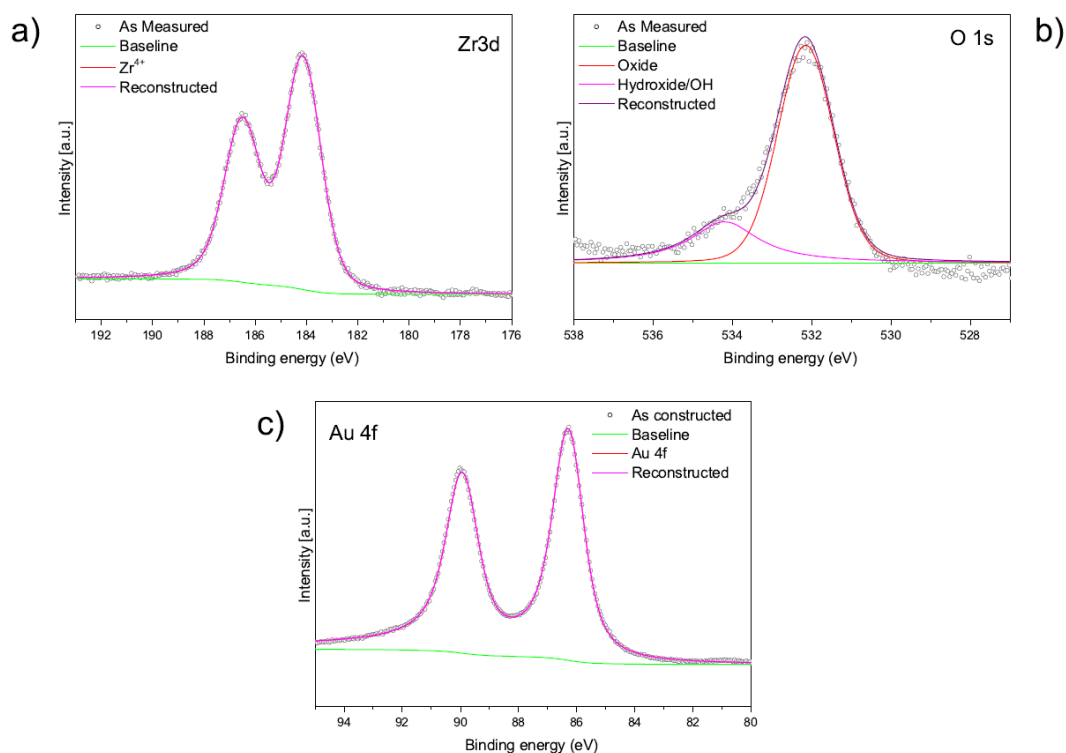 a)
As Measured
Baseline
Zr4+
Reconstructed
Zr3d
Intensity [a.u.]
192 190 188 186 184 182 180 178 176
Binding energy (eV)
b)
As Measured
Baseline
Oxide
Hydroxide/OH
Reconstructed
O 1s
Intensity [a.u.]
538 536 534 532 530 528
Binding energy (eV)
c)
Au 4f
As constructed
Baseline
Au 4f
Reconstructed
Intensity [a.u.]
94 92 90 88 86 84 82 80
Binding energy (eV)